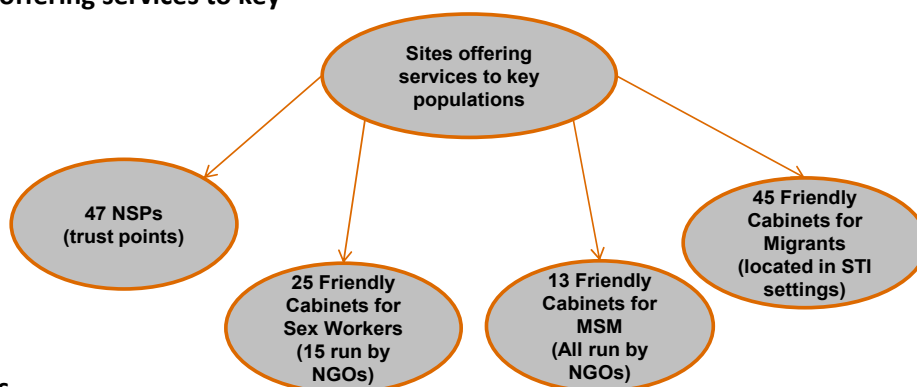 offering services to key
Sites offering
services to key
populations
47 NSPs
(trust points)
45 Friendly
Cabinets for
Migrants
(located in STI
settings)
25 Friendly
Cabinets for
Sex Workers
(15 run by
NGOs)
13 Friendly
Cabinets for
MSM
(All run by
NGOs)